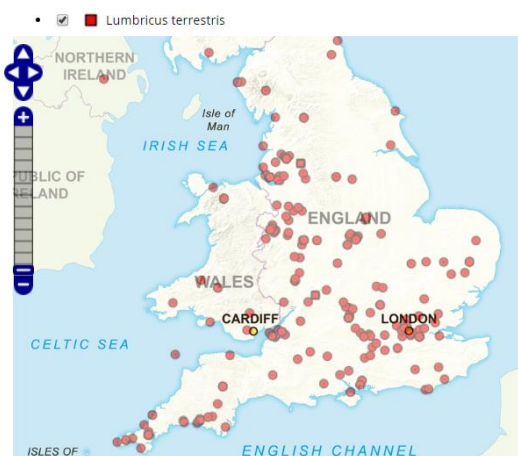 Lumbricus terrestris
NORTHERN
IRELAND
Isle of
Man
IRISH SEA
PUBLIC OF
ELAND
ENGLAND
WALES
CARDIFF
LONDON
CELTIC SEA
ISLES OF
ENGLISH CHANNEL